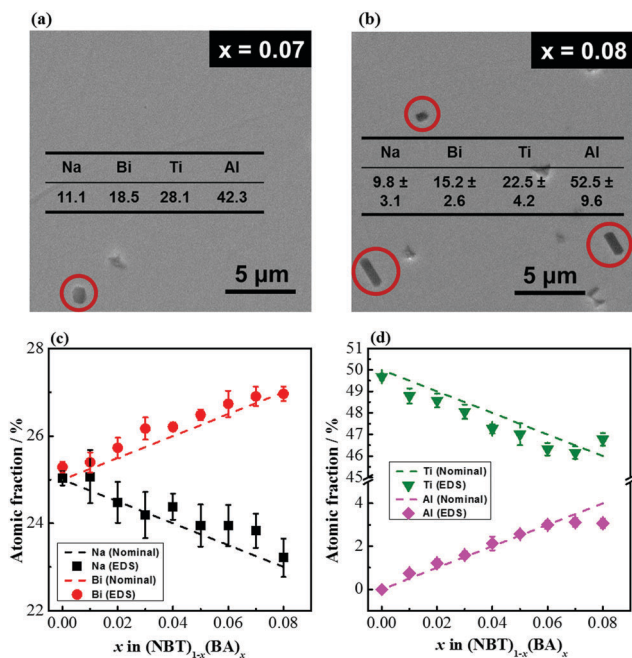 (a)
x = 0.07
Na Bi Ti Al
11.1 18.5 28.1 42.3
5 µm
(b)
x = 0.08
Na Bi Ti Al
9.8 ± 15.2 ± 22.5 ± 52.5 ±
3.1 2.6 4.2 9.6
5 µm
(c)
Atomic fraction / %
28
26
24
22
Na (Nominal)
Na (EDS)
Bi (Nominal)
Bi (EDS)
0.00 0.02 0.04 0.06 0.08
x in (NBT)1-x(BA)x
(d)
Atomic fraction / %
50
49
48
47
46
4
2
0
Ti (Nominal)
Ti (EDS)
Al (Nominal)
Al (EDS)
0.00 0.02 0.04 0.06 0.08
x in (NBT)1-x(BA)x